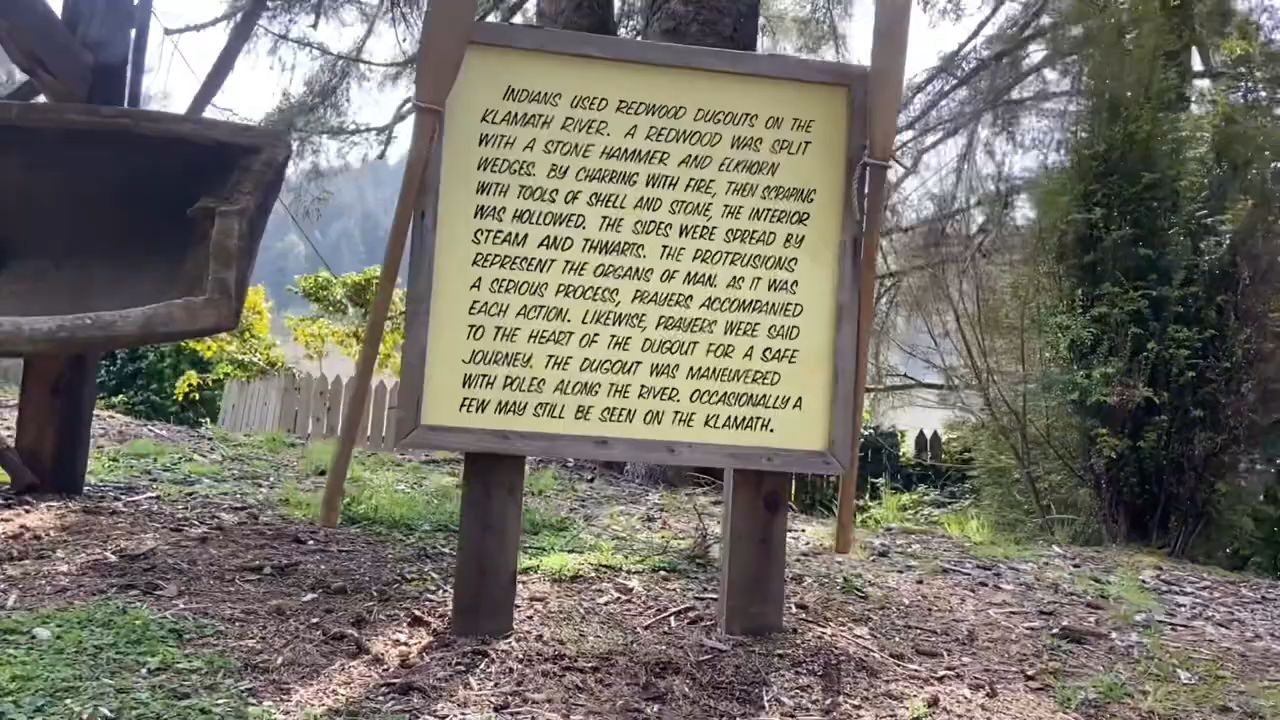 INDIANS USED REDWOOD DUGOUTS ON THE
KLAMATH RIVER. A REDWOOD WAS SPLIT
WITH A STONE HAMMER AND ELKHORN
WEDGES. BY CHARRING WITH FIRE, THEN SCRAPING
WITH TOOLS OF SHELL AND STONE, THE INTERIOR
WAS HOLLOWED. THE SIDES WERE SPREAD BY
STEAM AND THWARTS. THE PROTRUSIONS
REPRESENT THE ORGANS OF MAN. AS IT WAS
A SERIOUS PROCESS, PRAYERS ACCOMPANIED
EACH ACTION. LIKEWISE, PRAYERS WERE SAID
TO THE HEART OF THE DUGOUT FOR A SAFE
JOURNEY. THE DUGOUT WAS MANEUVERED
WITH POLES ALONG THE RIVER. OCCASIONALLY A
FEW MAY STILL BE SEEN ON THE KLAMATH.